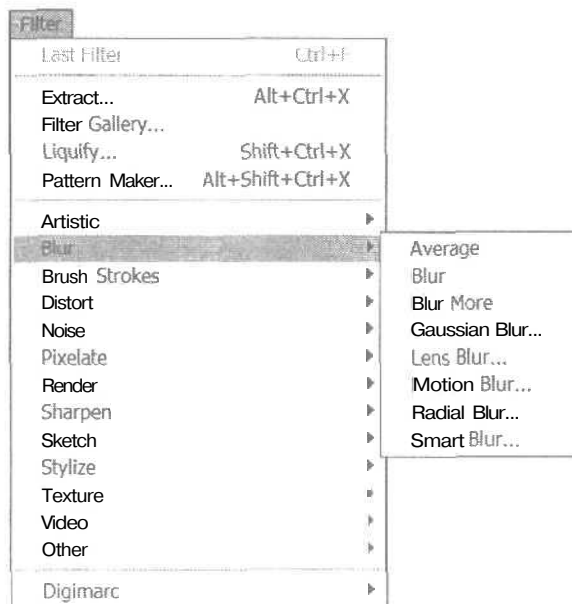 Filter
Last Filter Ctrl+F
Extract... Alt+Ctrl+X
Filter Gallery...
Liquify... Shift+Ctrl+X
Pattern Maker... Alt+Shift+Ctrl+X
Artistic
Blur
Brush Strokes
Distort
Noise
Pixelate
Render
Sharpen
Sketch
Stylize
Texture
Video
Other
Digimarc
Average
Blur
Blur More
Gaussian Blur...
Lens Blur...
Motion Blur...
Radial Blur...
Smart Blur...